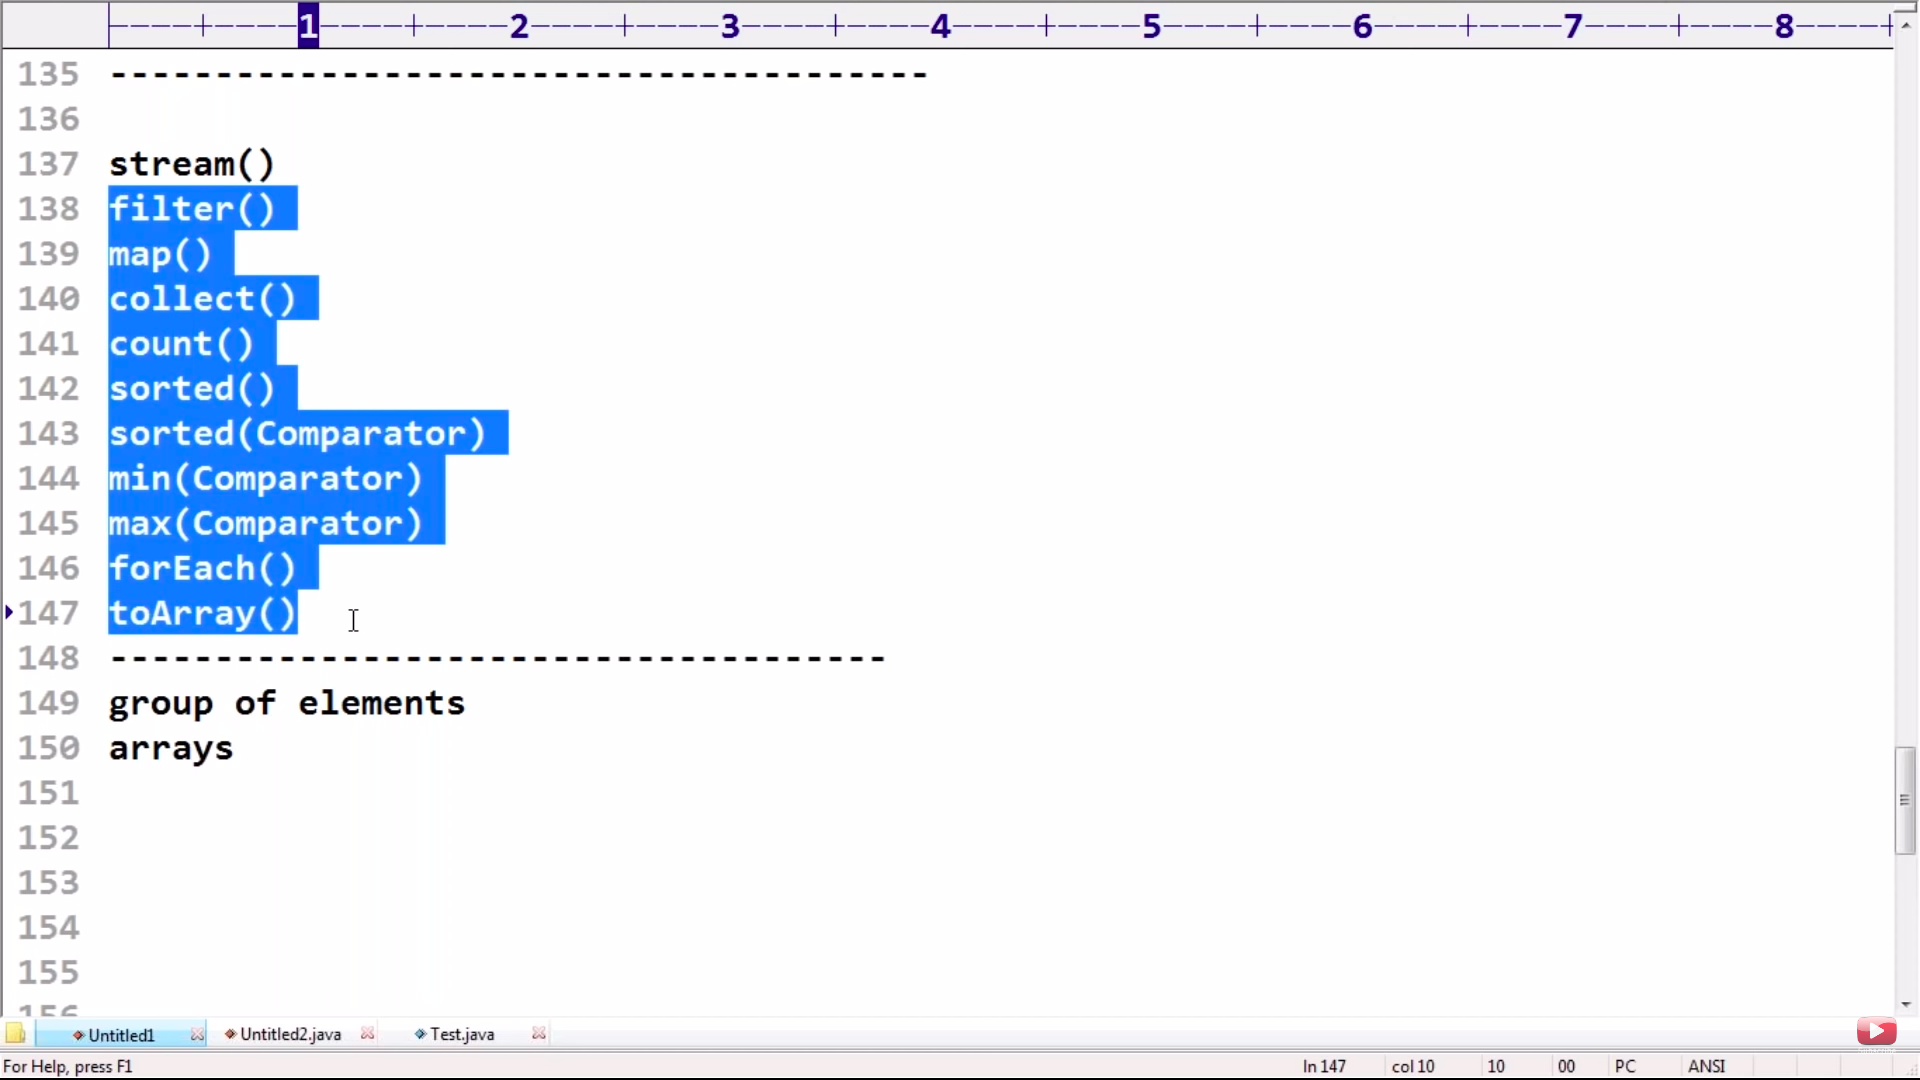 1 2 3 4 5 6 7 8
135 ---------------------------------------
136
137 stream()
138 filter()
139 map()
140 collect()
141 count()
142 sorted()
143 sorted(Comparator)
144 min(Comparator)
145 max(Comparator)
146 forEach()
147 toArray()
148 -------------------------------------
149 group of elements
150 arrays
151
152
153
154
155
156
Untitled1 Untitled2.java Test.java
For Help, press F1 ln 147 col 10 10 00 PC ANSI